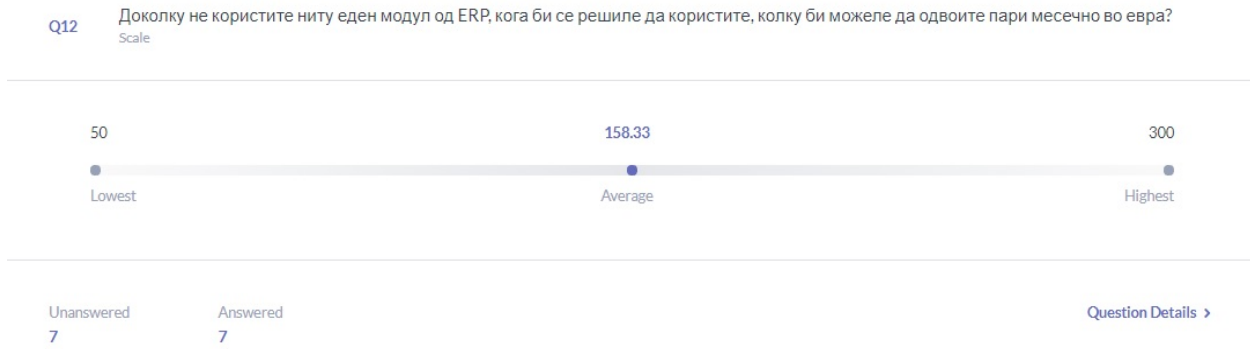 Q12
Доколку не користите ниту еден модул од ERP, кога би се решиле да користите, колку би можеле да одвоите пари месечно во евра?
Scale
50 158.33 300
Lowest Average Highest
Unanswered Answered Question Details >
7 7